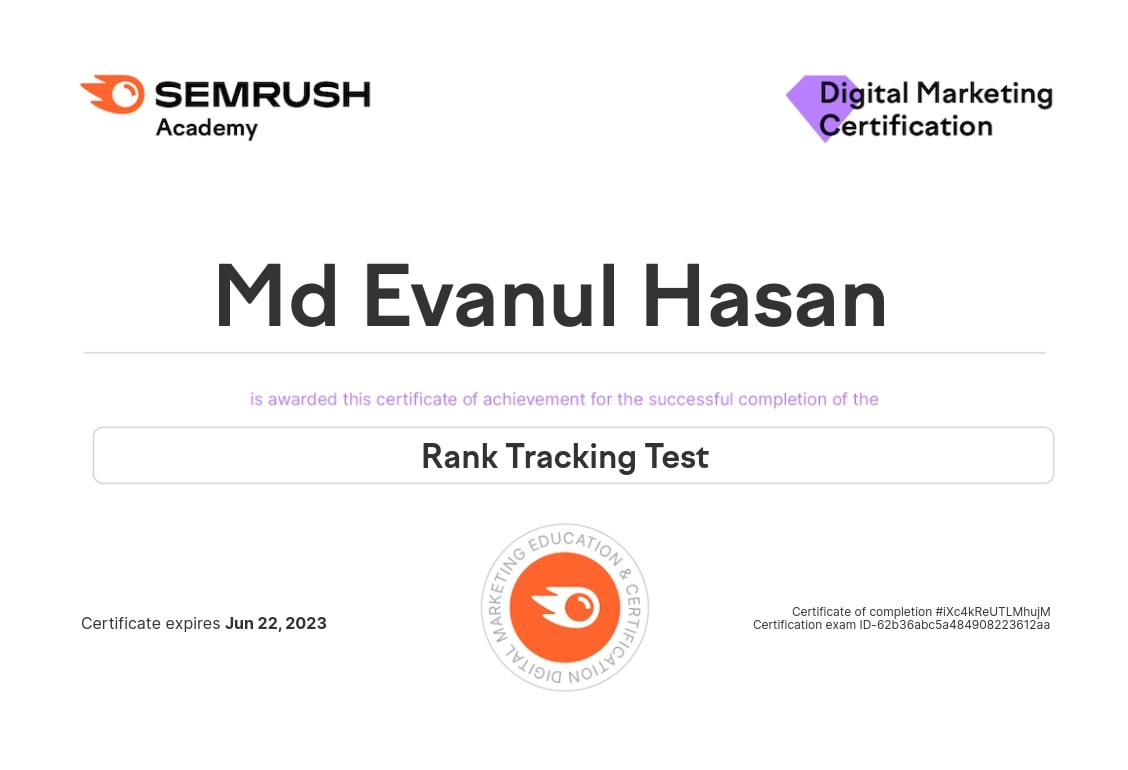 SEMRUSH
Academy
Digital Marketing
Certification
Md Evanul Hasan
is awarded this certificate of achievement for the successful completion of the
Rank Tracking Test
DIGITAL MARKETING EDUCATION & CERTIFICATION
Certificate expires Jun 22, 2023
Certificate of completion #iXc4kReUTLMhujM
Certification exam ID-62b36abc5a484908223612aa